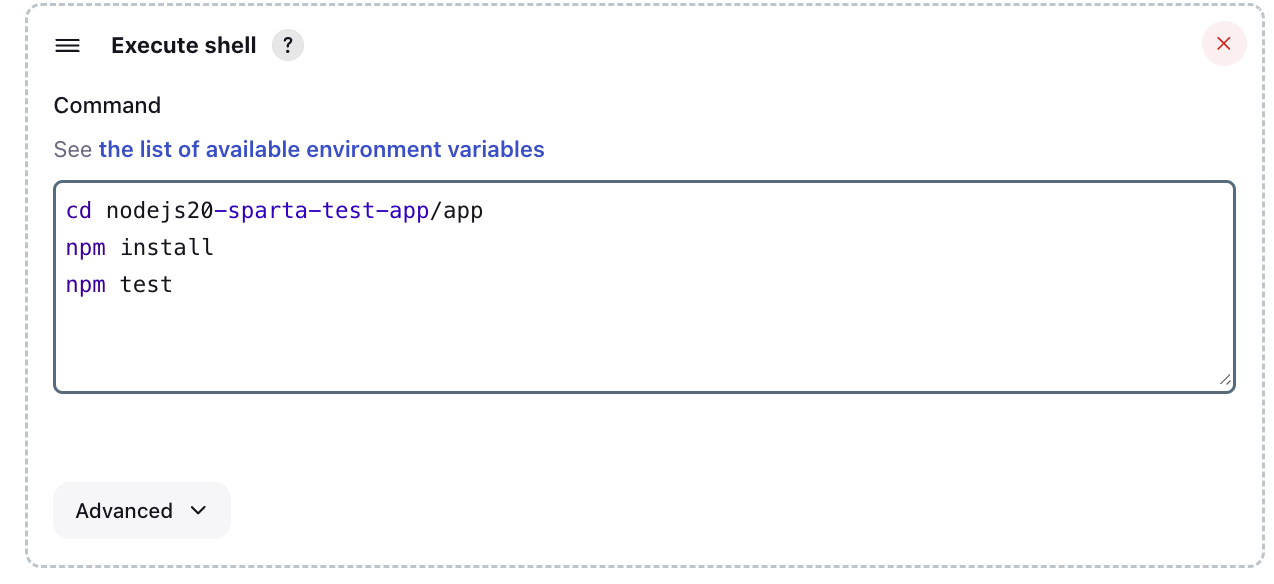 Execute shell ?
Command
See the list of available environment variables
cd nodejs20-sparta-test-app/app
npm install
npm test
Advanced